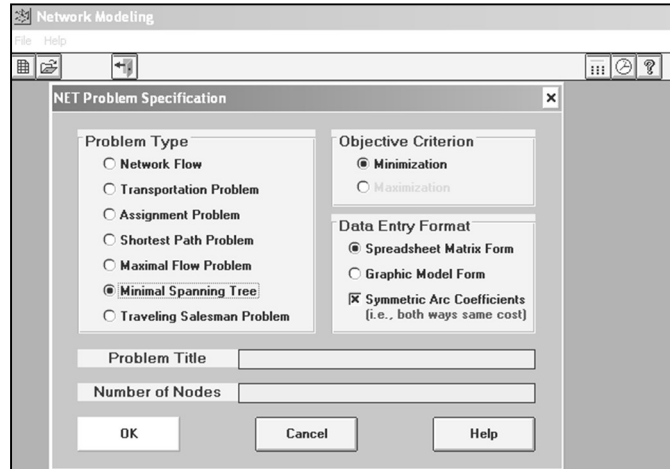 Network Modeling
File Help
NET Problem Specification
Problem Type
Network Flow
Transportation Problem
Assignment Problem
Shortest Path Problem
Maximal Flow Problem
Minimal Spanning Tree
Traveling Salesman Problem
Objective Criterion
Minimization
Maximization
Data Entry Format
Spreadsheet Matrix Form
Graphic Model Form
Symmetric Arc Coefficients
(i.e., both ways same cost)
Problem Title
Number of Nodes
OK Cancel Help